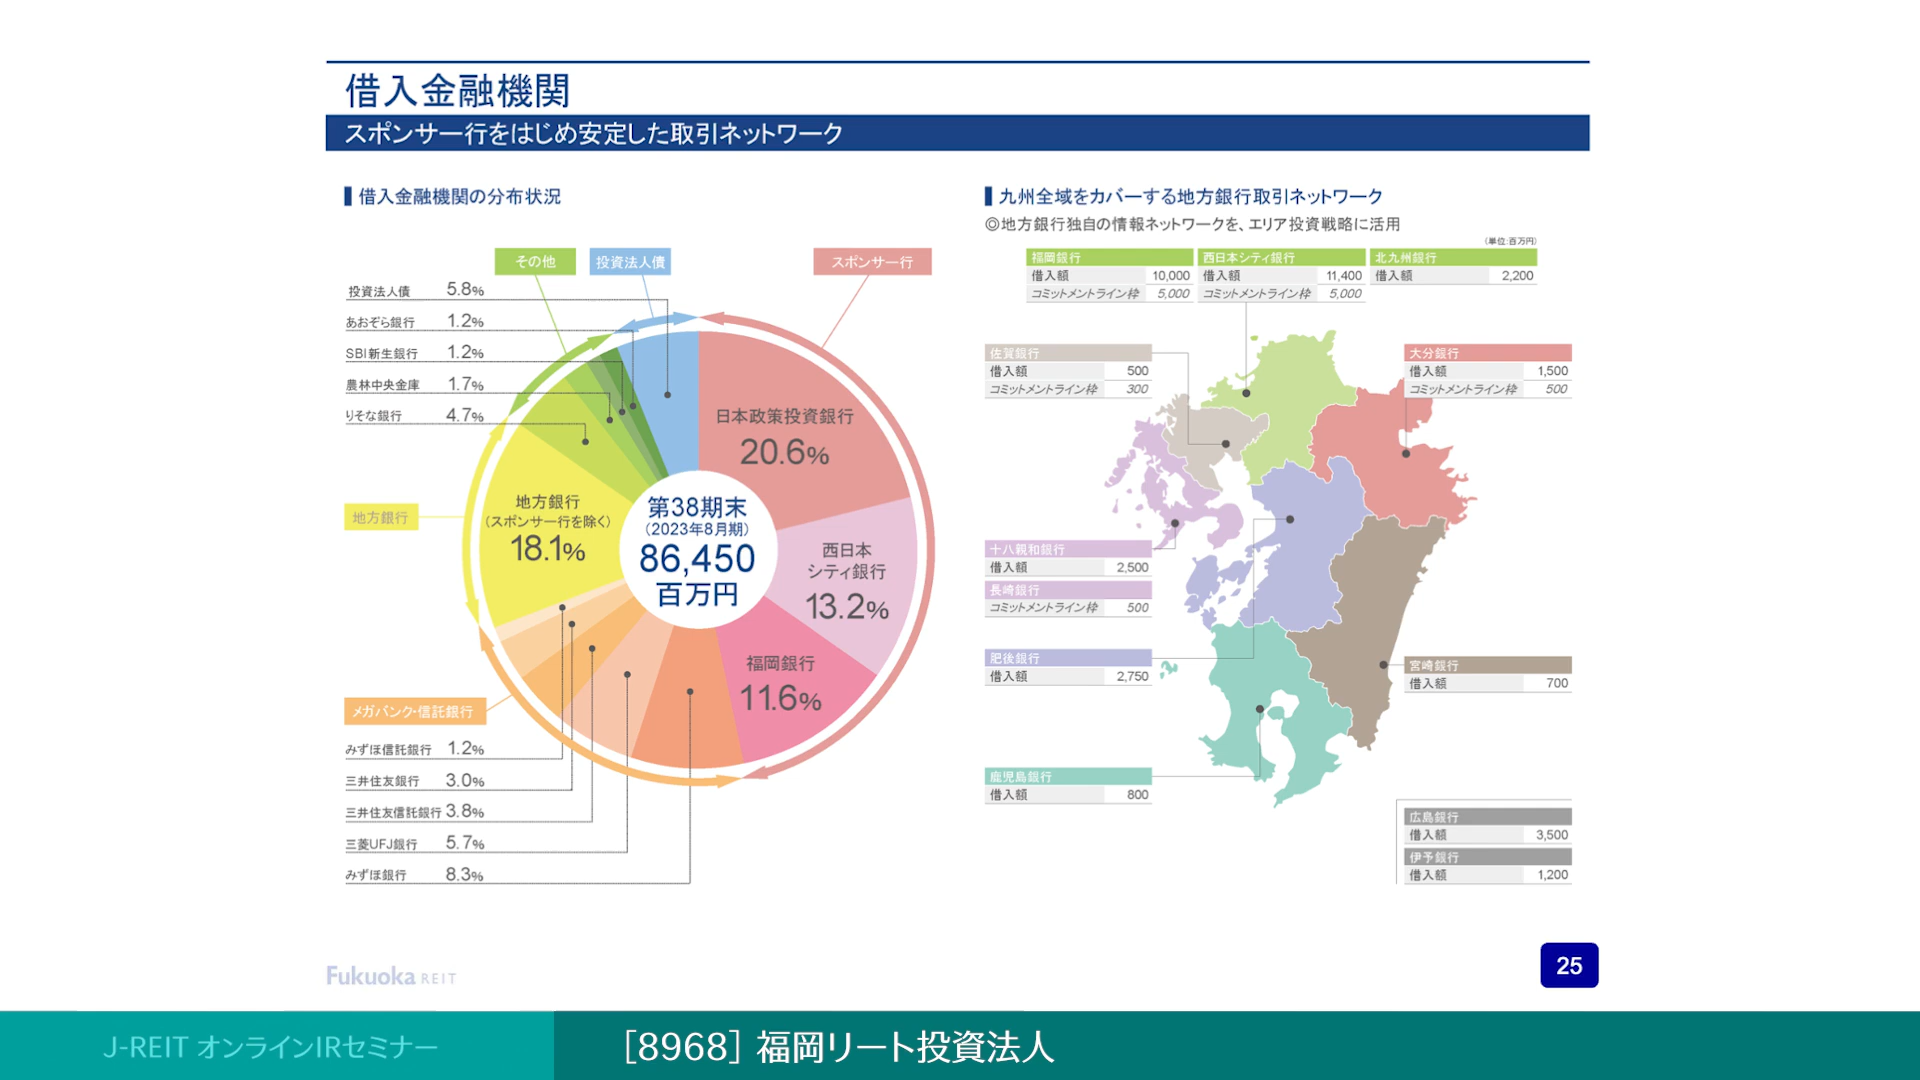 借入金融機関
スポンサー行をはじめ安定した取引ネットワーク
借入金融機関の分布状況
その他
投資法人債
スポンサー行
投資法人債 5.8%
あおぞら銀行 1.2%
SBI新生銀行 1.2%
農林中央金庫 1.7%
りそな銀行 4.7%
地方銀行
メガバンク・信託銀行
みずほ信託銀行 1.2%
三井住友銀行 3.0%
三井住友信託銀行 3.8%
三菱UFJ銀行 5.7%
みずほ銀行 8.3%
日本政策投資銀行
20.6%
西日本
シティ銀行
13.2%
福岡銀行
11.6%
地方銀行
(スポンサー行を除く)
18.1%
第38期末
(2023年8月期)
86,450
百万円
九州全域をカバーする地方銀行取引ネットワーク
◎地方銀行独自の情報ネットワークを、エリア投資戦略に活用
(単位:百万円)
福岡銀行
借入額 10,000
コミットメントライン枠 5,000
西日本シティ銀行
借入額 11,400
コミットメントライン枠 5,000
北九州銀行
借入額 2,200
佐賀銀行
借入額 500
コミットメントライン枠 300
大分銀行
借入額 1,500
コミットメントライン枠 500
十八親和銀行
借入額 2,500
長崎銀行
コミットメントライン枠 500
肥後銀行
借入額 2,750
宮崎銀行
借入額 700
鹿児島銀行
借入額 800
広島銀行
借入額 3,500
伊予銀行
借入額 1,200
Fukuoka REIT
25
J-REIT オンラインIRセミナー
[8968] 福岡リート投資法人